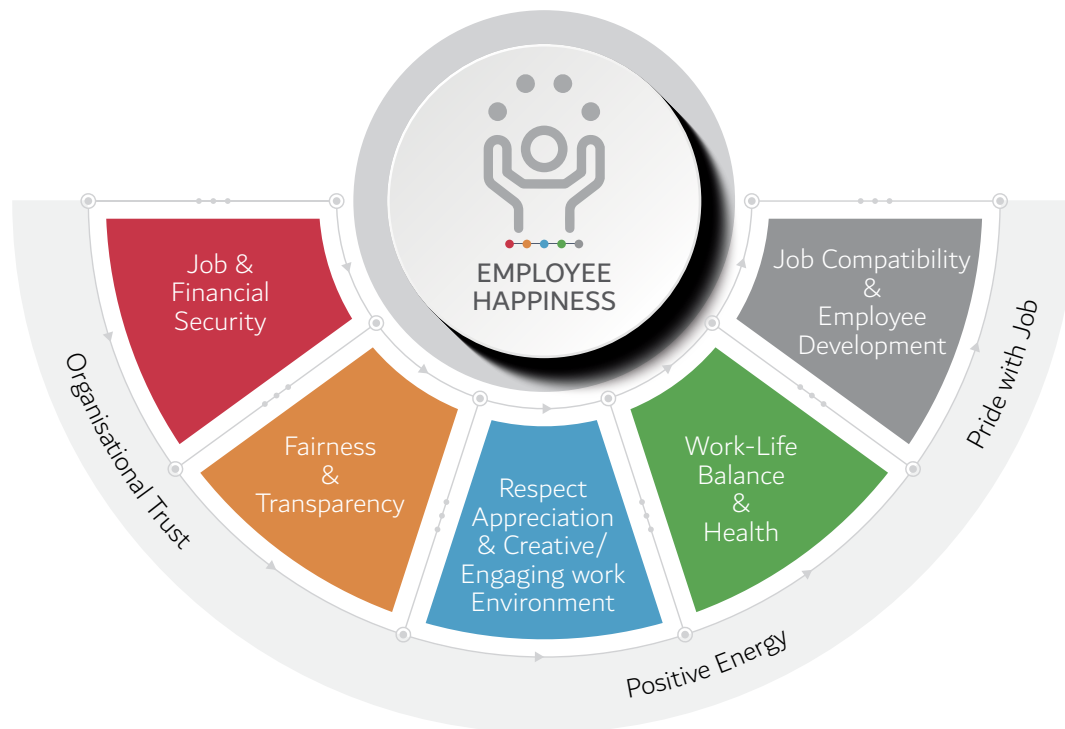 EMPLOYEE
HAPPINESS
Job &
Financial
Security
Fairness
&
Transparency
Respect
Appreciation
& Creative/
Engaging work
Environment
Work-Life
Balance
&
Health
Job Compatibility
&
Employee
Development
Organisational Trust
Positive Energy
Pride with Job